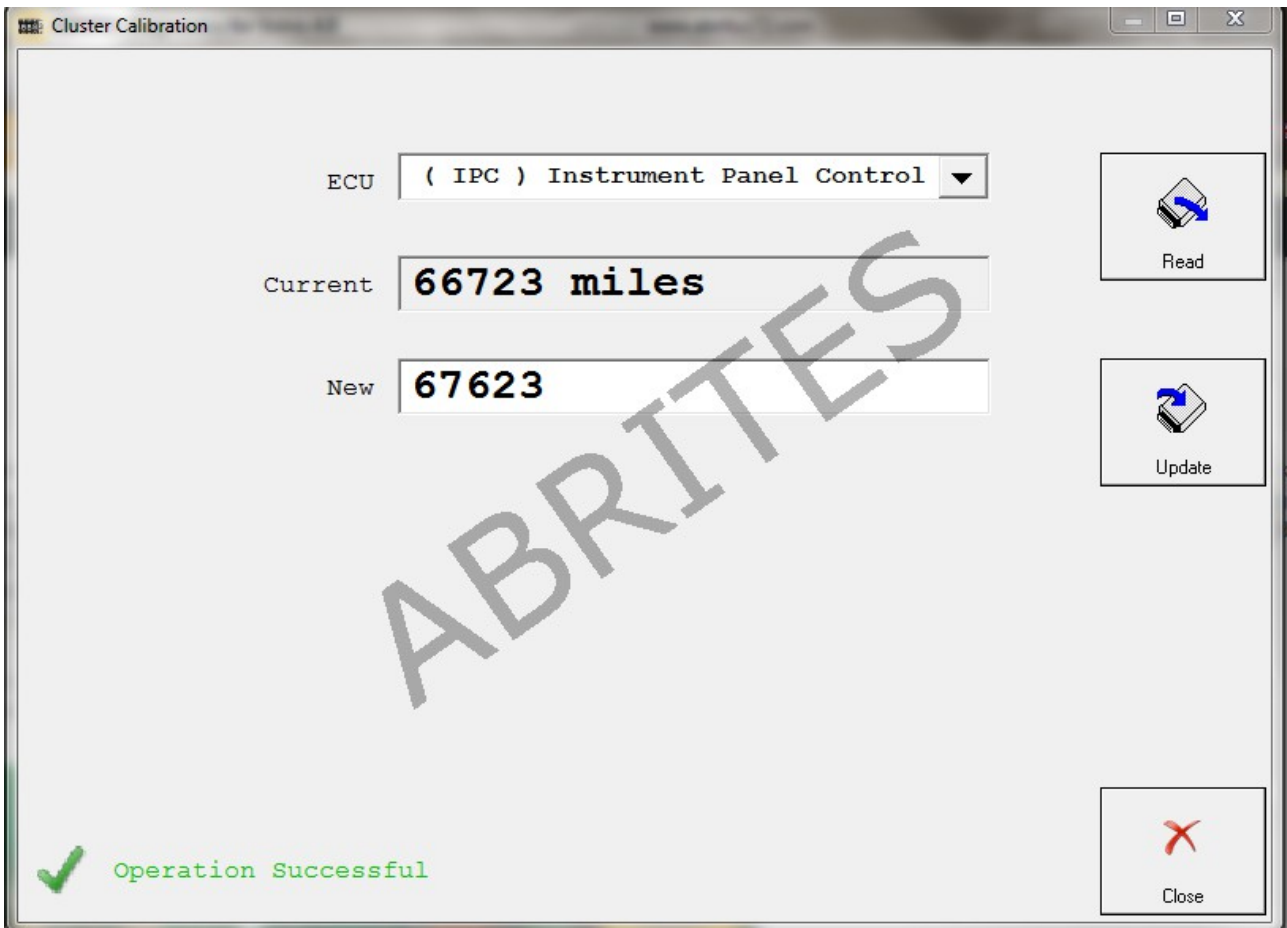 Cluster Calibration
ECU ( IPC ) Instrument Panel Control
Read
Current 66723 miles
New 67623
Update
ABRITES
Operation Successful
Close